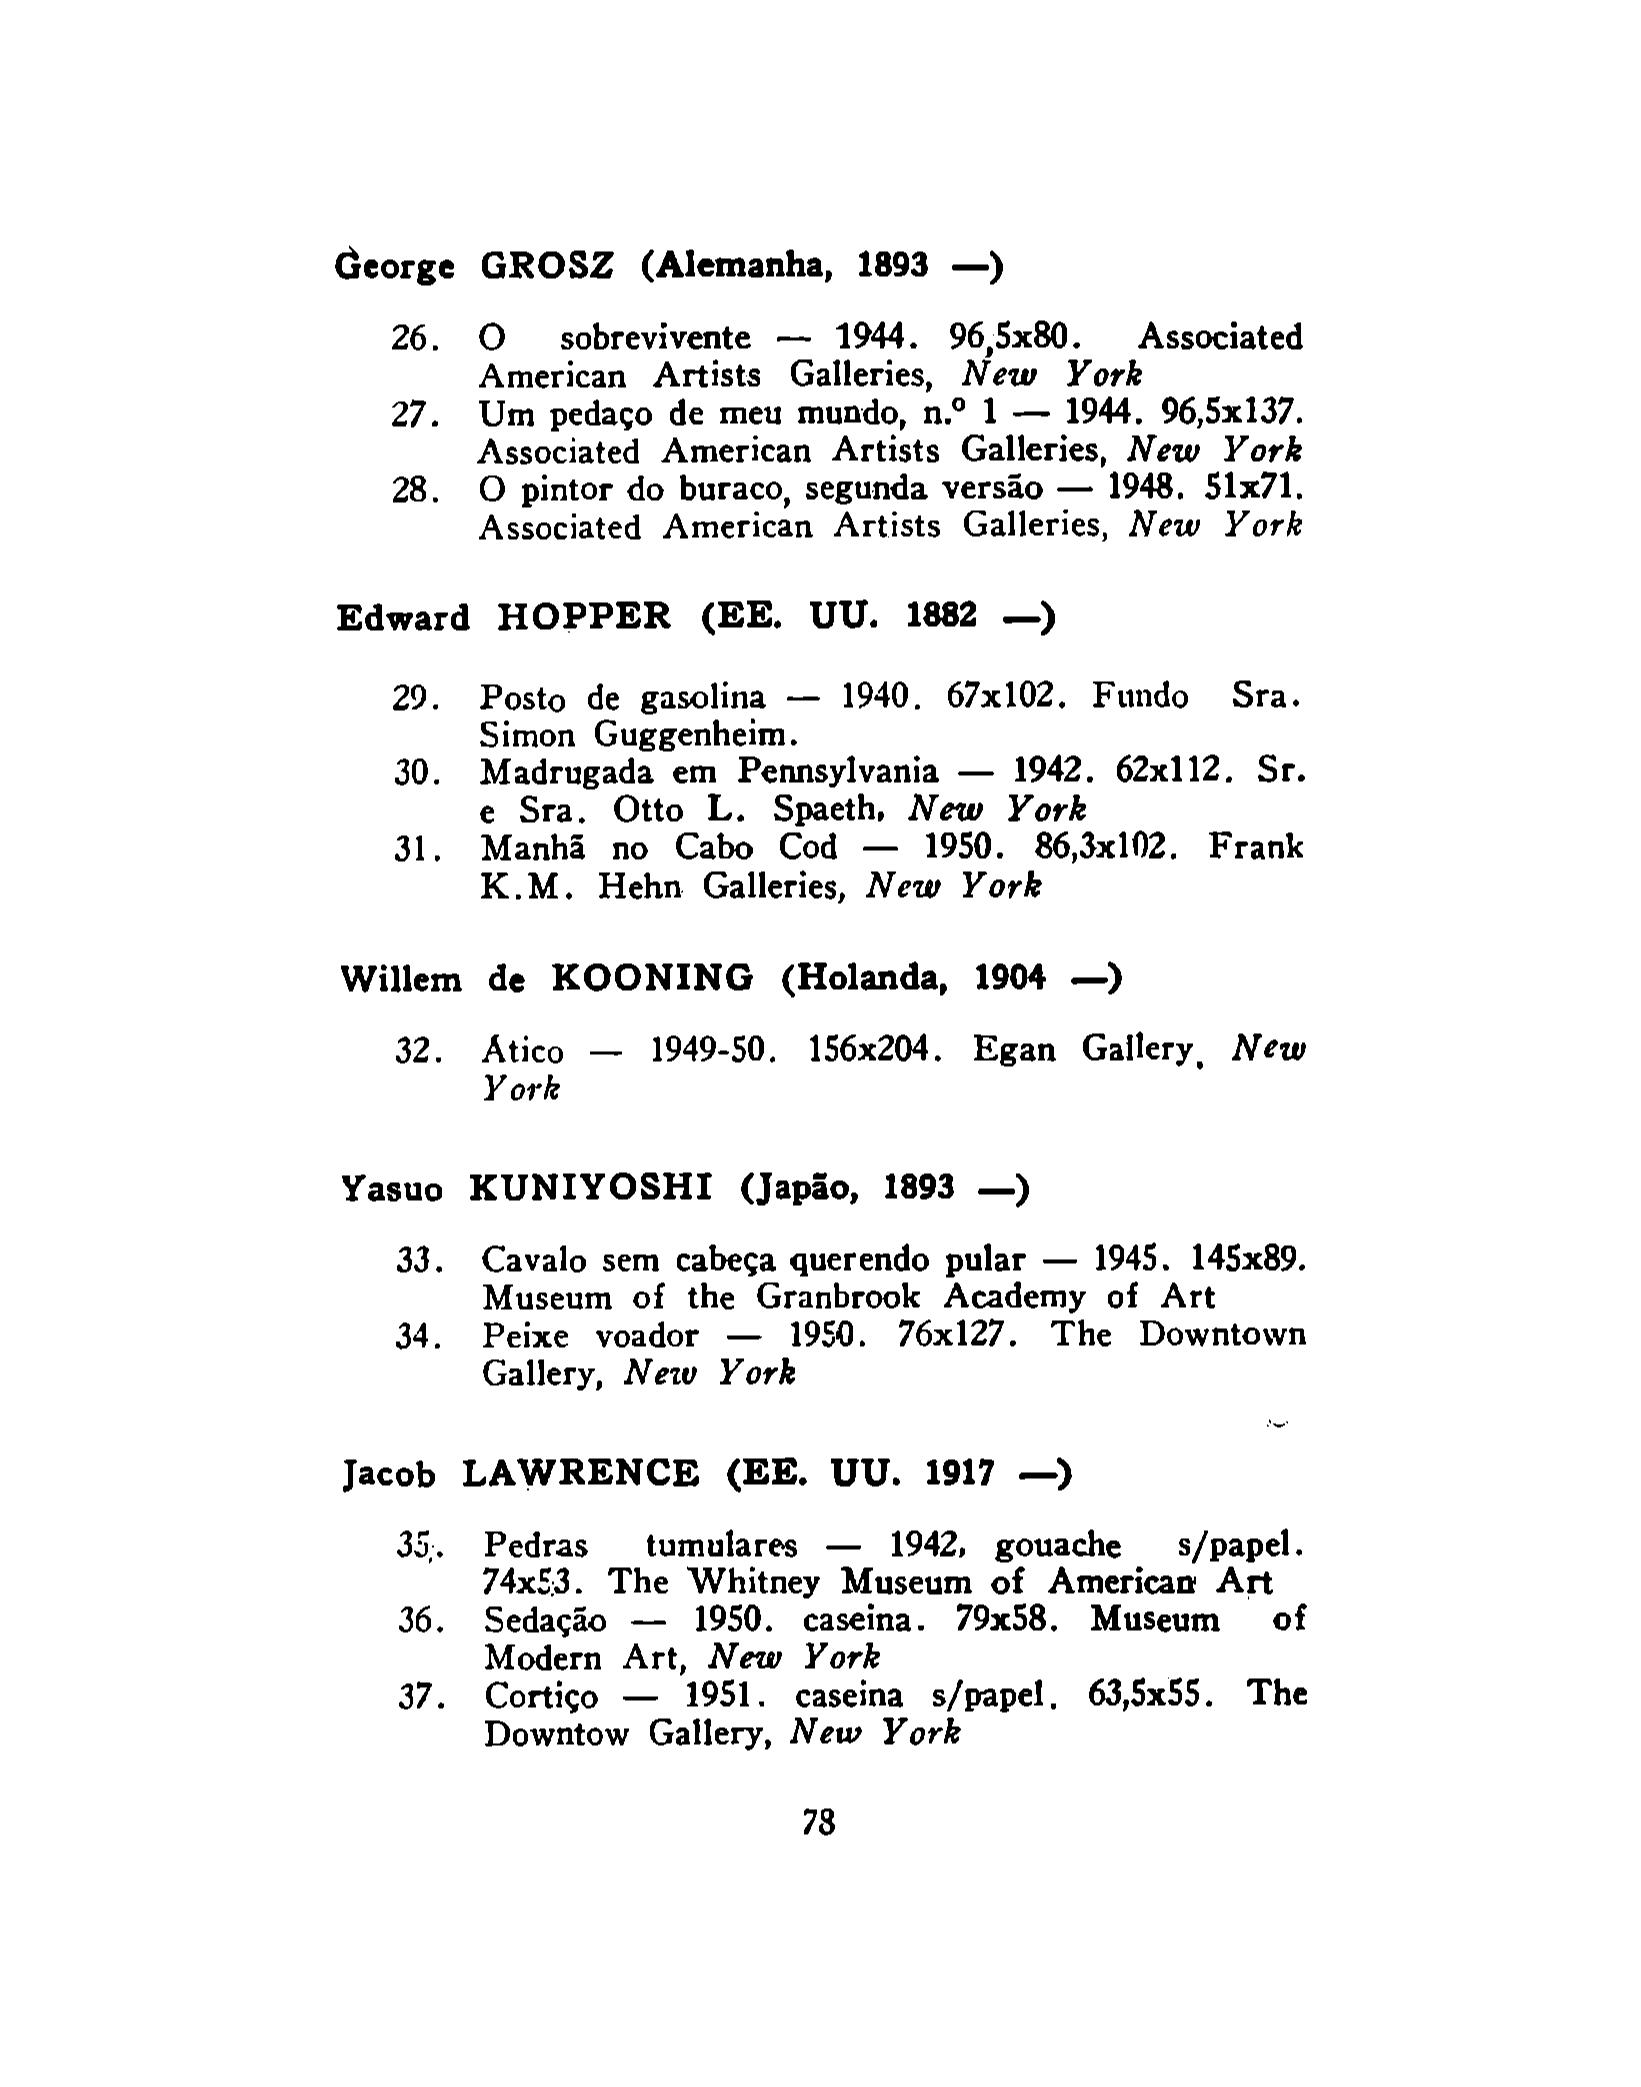 George GROSZ (Alemanha, 1893 —)
26. O sobrevivente — 1944. 96,5x80. Associated
American Artists Galleries, New York
27. Um pedaço de meu mundo, n.º 1 — 1944. 96,5x137.
Associated American Artists Galleries, New York
28. O pintor do buraco, segunda versão — 1948. 51x71.
Associated American Artists Galleries, New York
Edward HOPPER (EE. UU. 1882 —)
29. Posto de gasolina — 1940. 67x102. Fundo Sra.
Simon Guggenheim.
30. Madrugada em Pennsylvania — 1942. 62x112. Sr.
e Sra. Otto L. Spaeth, New York
31. Manhã no Cabo Cod — 1950. 86,3x102. Frank
K.M. Hehn Galleries, New York
Willem de KOONING (Holanda, 1904 —)
32. Atico — 1949-50. 156x204. Egan Gallery, New
York
Yasuo KUNIYOSHI (Japão, 1893 —)
33. Cavalo sem cabeça querendo pular — 1945. 145x89.
Museum of the Granbrook Academy of Art
34. Peixe voador — 1950. 76x127. The Downtown
Gallery, New York
Jacob LAWRENCE (EE. UU. 1917 —)
35. Pedras tumulares — 1942, gouache s/papel.
74x53. The Whitney Museum of American Art
36. Sedação — 1950. caseina. 79x58. Museum of
Modern Art, New York
37. Cortiço — 1951. caseina s/papel. 63,5x55. The
Downtow Gallery, New York
78